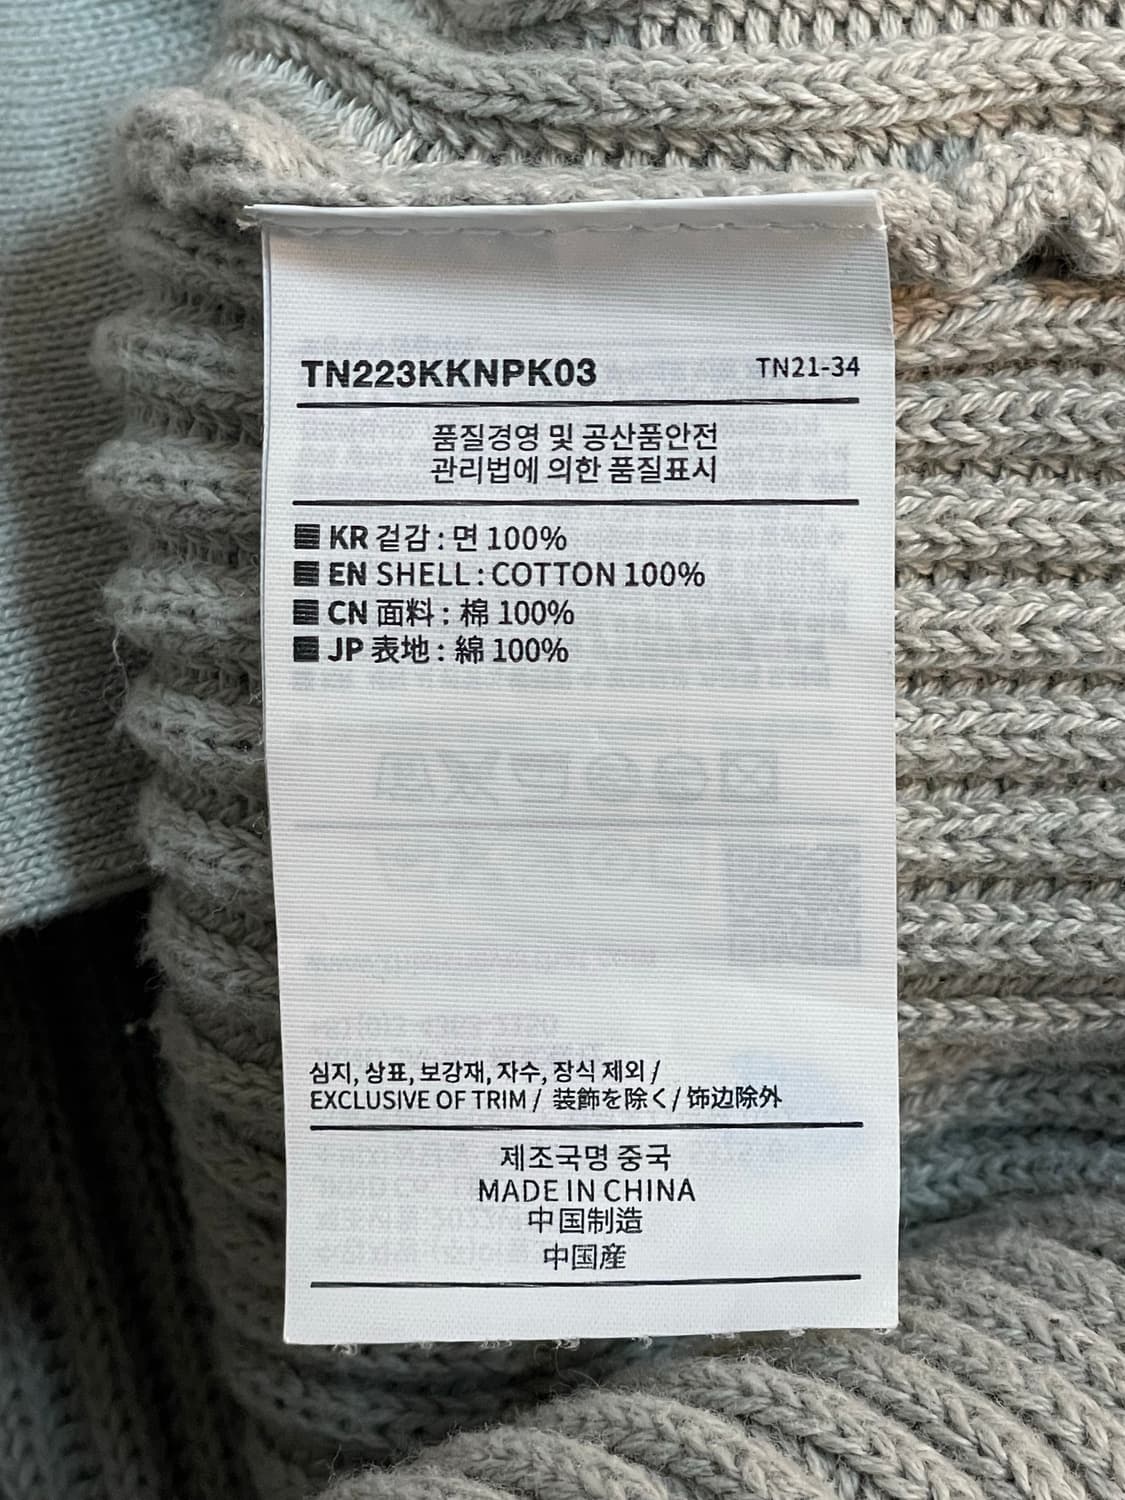 TN223KKNPK03 TN21-34
품질경영 및 공산품안전
관리법에 의한 품질표시
KR 겉감 : 면 100%
EN SHELL : COTTON 100%
CN 面料 : 棉 100%
JP 表地 : 綿 100%
심지, 상표, 보강재, 자수, 장식 제외 /
EXCLUSIVE OF TRIM / 装飾を除く / 饰边除外
제조국명 중국
MADE IN CHINA
中国制造
中国産